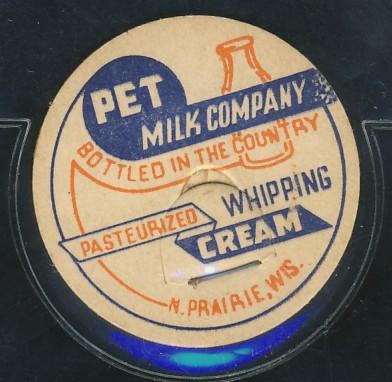 PET
MILK COMPANY
BOTTLED IN THE COUNTRY
WHIPPING
PASTEURIZED
CREAM
N. PRAIRIE, WIS.